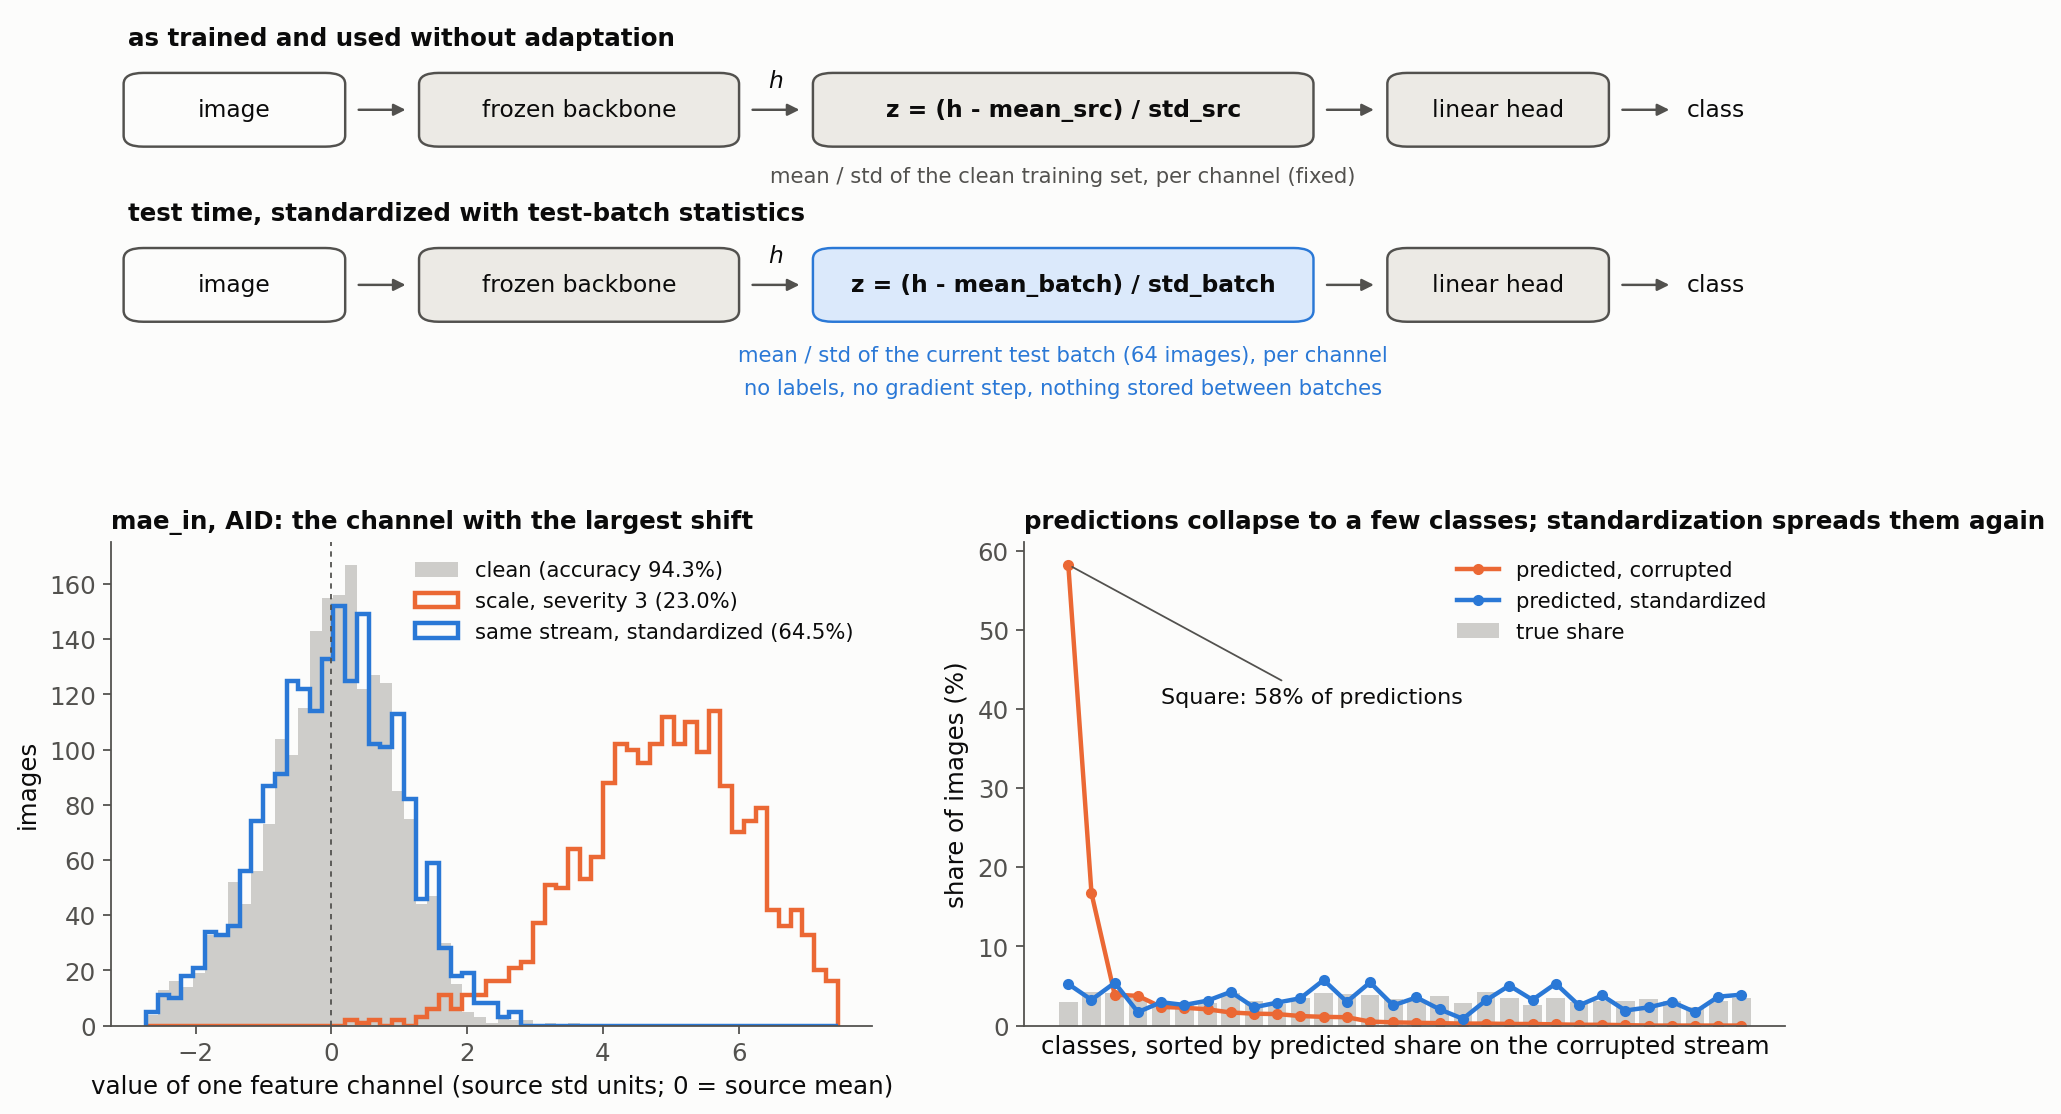 as trained and used without adaptation
image
frozen backbone
h
z = (h - mean_src) / std_src
linear head
class
mean / std of the clean training set, per channel (fixed)
test time, standardized with test-batch statistics
image
frozen backbone
h
z = (h - mean_batch) / std_batch
linear head
class
mean / std of the current test batch (64 images), per channel
no labels, no gradient step, nothing stored between batches
mae_in, AID: the channel with the largest shift
clean (accuracy 94.3%)
scale, severity 3 (23.0%)
same stream, standardized (64.5%)
images
160
140
120
100
80
60
40
20
0
−2
0
2
4
6
value of one feature channel (source std units; 0 = source mean)
predictions collapse to a few classes; standardization spreads them again
predicted, corrupted
predicted, standardized
true share
Square: 58% of predictions
share of images (%)
60
50
40
30
20
10
0
classes, sorted by predicted share on the corrupted stream